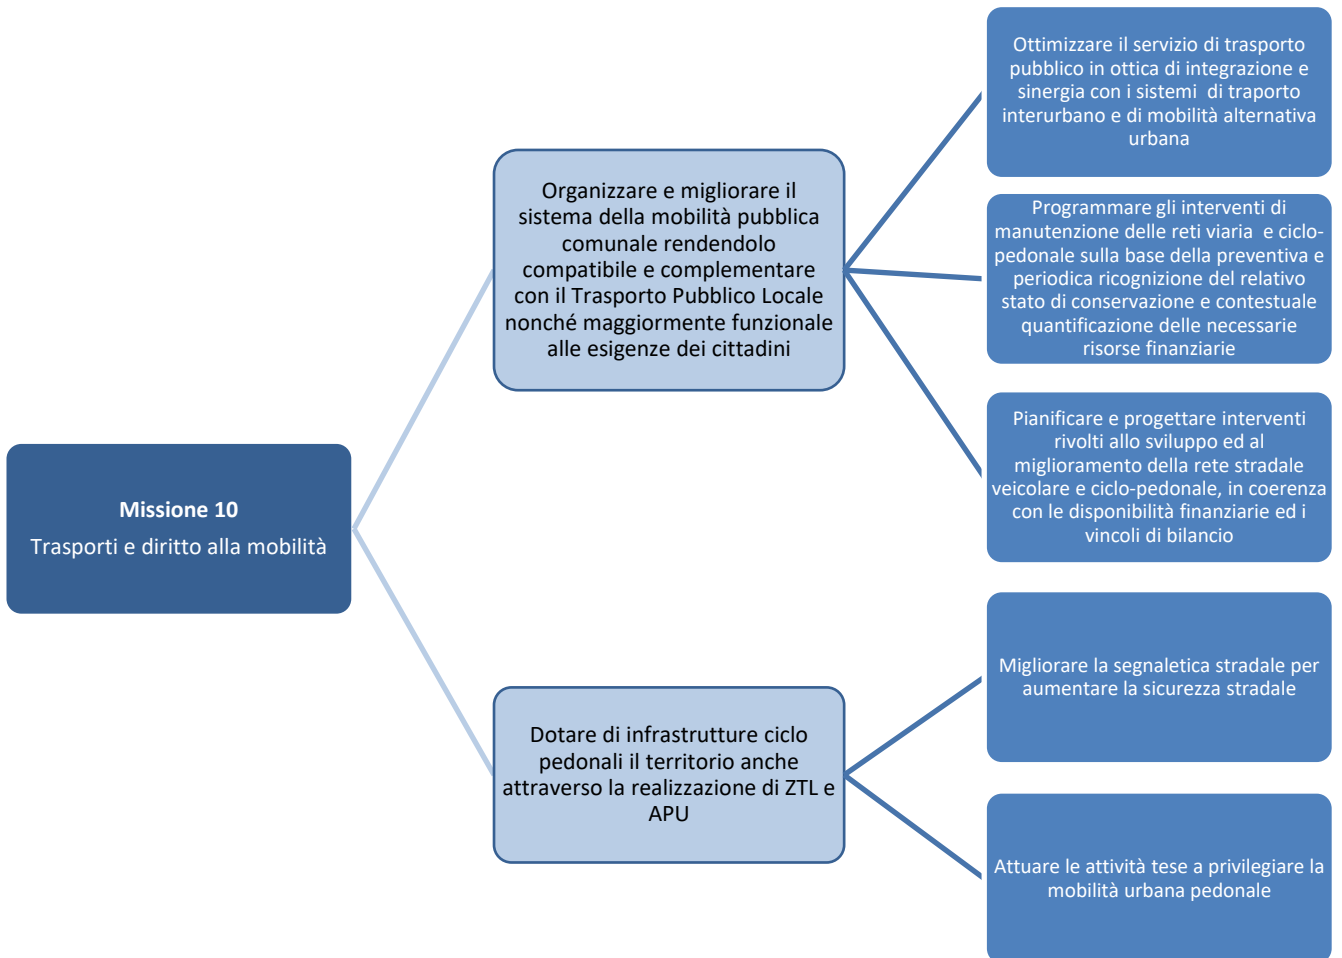 Missione 10
Trasporti e diritto alla mobilità
Organizzare e migliorare il
sistema della mobilità pubblica
comunale rendendolo
compatibile e complementare
con il Trasporto Pubblico Locale
nonché maggiormente funzionale
alle esigenze dei cittadini
Ottimizzare il servizio di trasporto
pubblico in ottica di integrazione e
sinergia con i sistemi di traporto
interurbano e di mobilità alternativa
urbana
Programmare gli interventi di
manutenzione delle reti viaria e ciclo-
pedonale sulla base della preventiva e
periodica ricognizione del relativo
stato di conservazione e contestuale
quantificazione delle necessarie
risorse finanziarie
Pianificare e progettare interventi
rivolti allo sviluppo ed al
miglioramento della rete stradale
veicolare e ciclo-pedonale, in coerenza
con le disponibilità finanziarie ed i
vincoli di bilancio
Dotare di infrastrutture ciclo
pedonali il territorio anche
attraverso la realizzazione di ZTL e
APU
Migliorare la segnaletica stradale per
aumentare la sicurezza stradale
Attuare le attività tese a privilegiare la
mobilità urbana pedonale